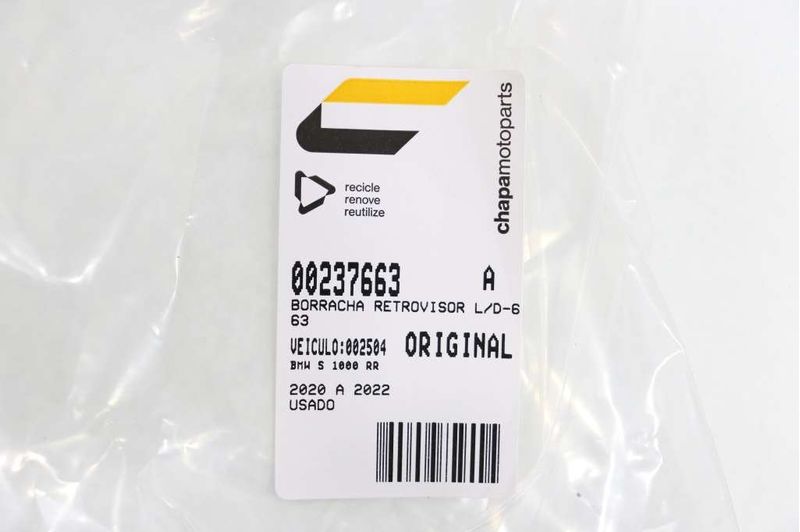 chapamotoparts
recicle
renove
reutilize
00237663 A
BORRACHA RETROVISOR L/D-6
63
VEICULO:002504 ORIGINAL
BMW S 1000 RR
2020 A 2022
USADO